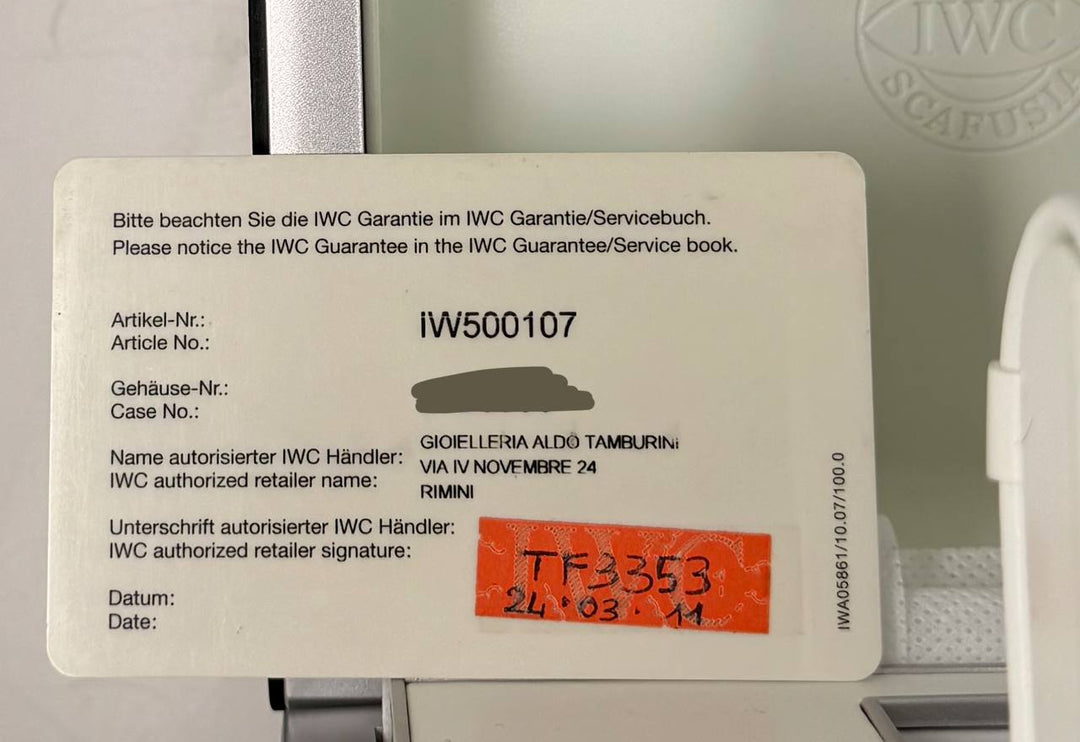 IWC
SCAFUSIA
Bitte beachten Sie die IWC Garantie im IWC Garantie/Servicebuch.
Please notice the IWC Guarantee in the IWC Guarantee/Service book.
Artikel-Nr.:
Article No.:
IW500107
Gehäuse-Nr.:
Case No.:
Name autorisierter IWC Händler:
IWC authorized retailer name:
GIOIELLERIA ALDO TAMBURINi
VIA IV NOVEMBRE 24
RIMINI
Unterschrift autorisierter IWC Händler:
IWC authorized retailer signature:
IWC
TF3353
24·03·11
Datum:
Date:
IWA05861/10.07/100.0